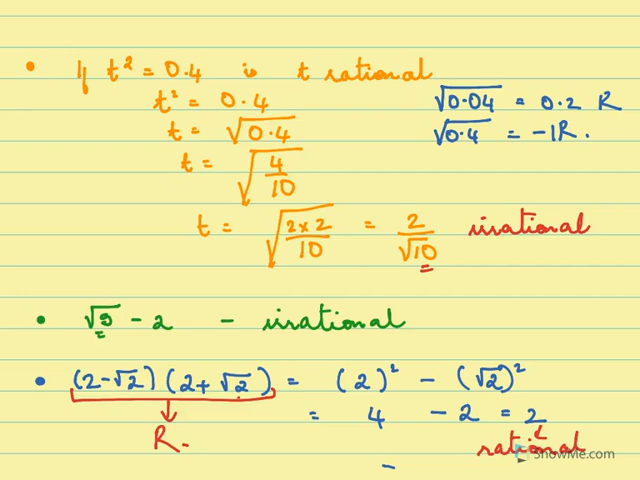 • If t² = 0.4 is t rational
t² = 0.4
√0.04 = 0.2 R
t = √0.4
√0.4 = -IR.
t = √(4/10)
t = √(2×2/10) = 2/√10 irrational
• √3 - 2 - irrational
• (2-√2)(2+√2) = (2)² - (√2)²
= 4 - 2 = 2
R. rational
=
ShowMe.com